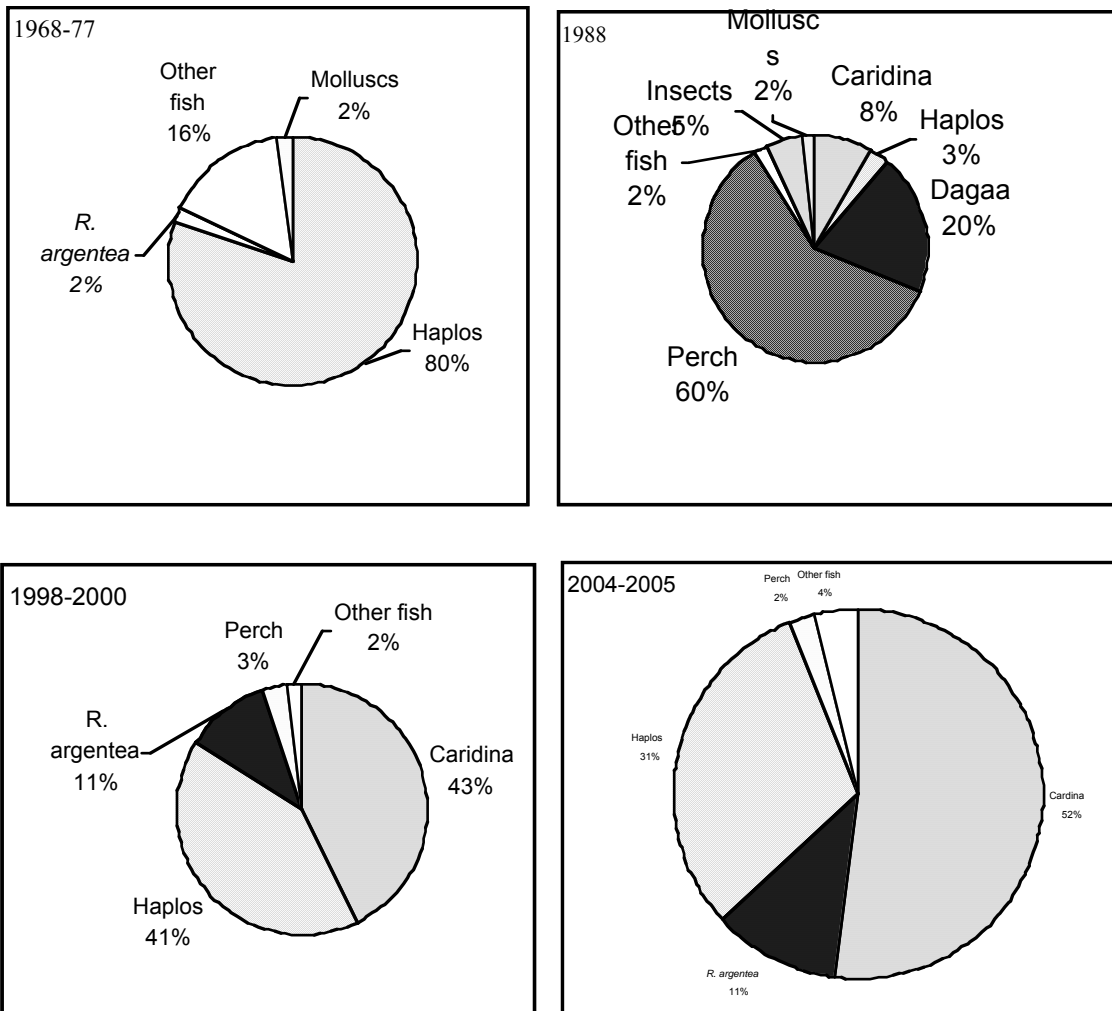 1968-77
Other
fish
16%
Molluscs
2%
R.
argentea
2%
Haplos
80%
1988
Mollusc
s
2%
Caridina
8%
Insects
5%
Other
fish
2%
Haplos
3%
Dagaa
20%
Perch
60%
1998-2000
Perch
3%
Other fish
2%
R.
argentea
11%
Caridina
43%
Haplos
41%
2004-2005
Perch
2%
Other fish
4%
Haplos
31%
Cardina
52%
R. argentea
11%